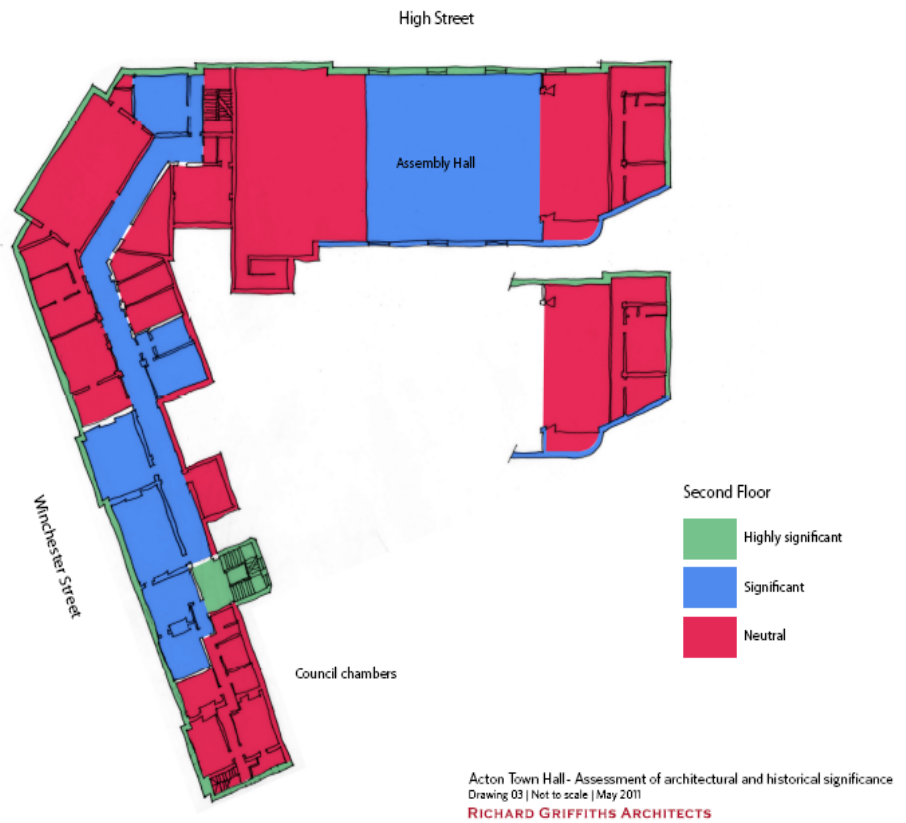 High Street
Assembly Hall
Winchester Street
Second Floor
Highly significant
Significant
Neutral
Council chambers
Acton Town Hall- Assessment of architectural and historical significance
Drawing 03 | Not to scale | May 2011
RICHARD GRIFFITHS ARCHITECTS